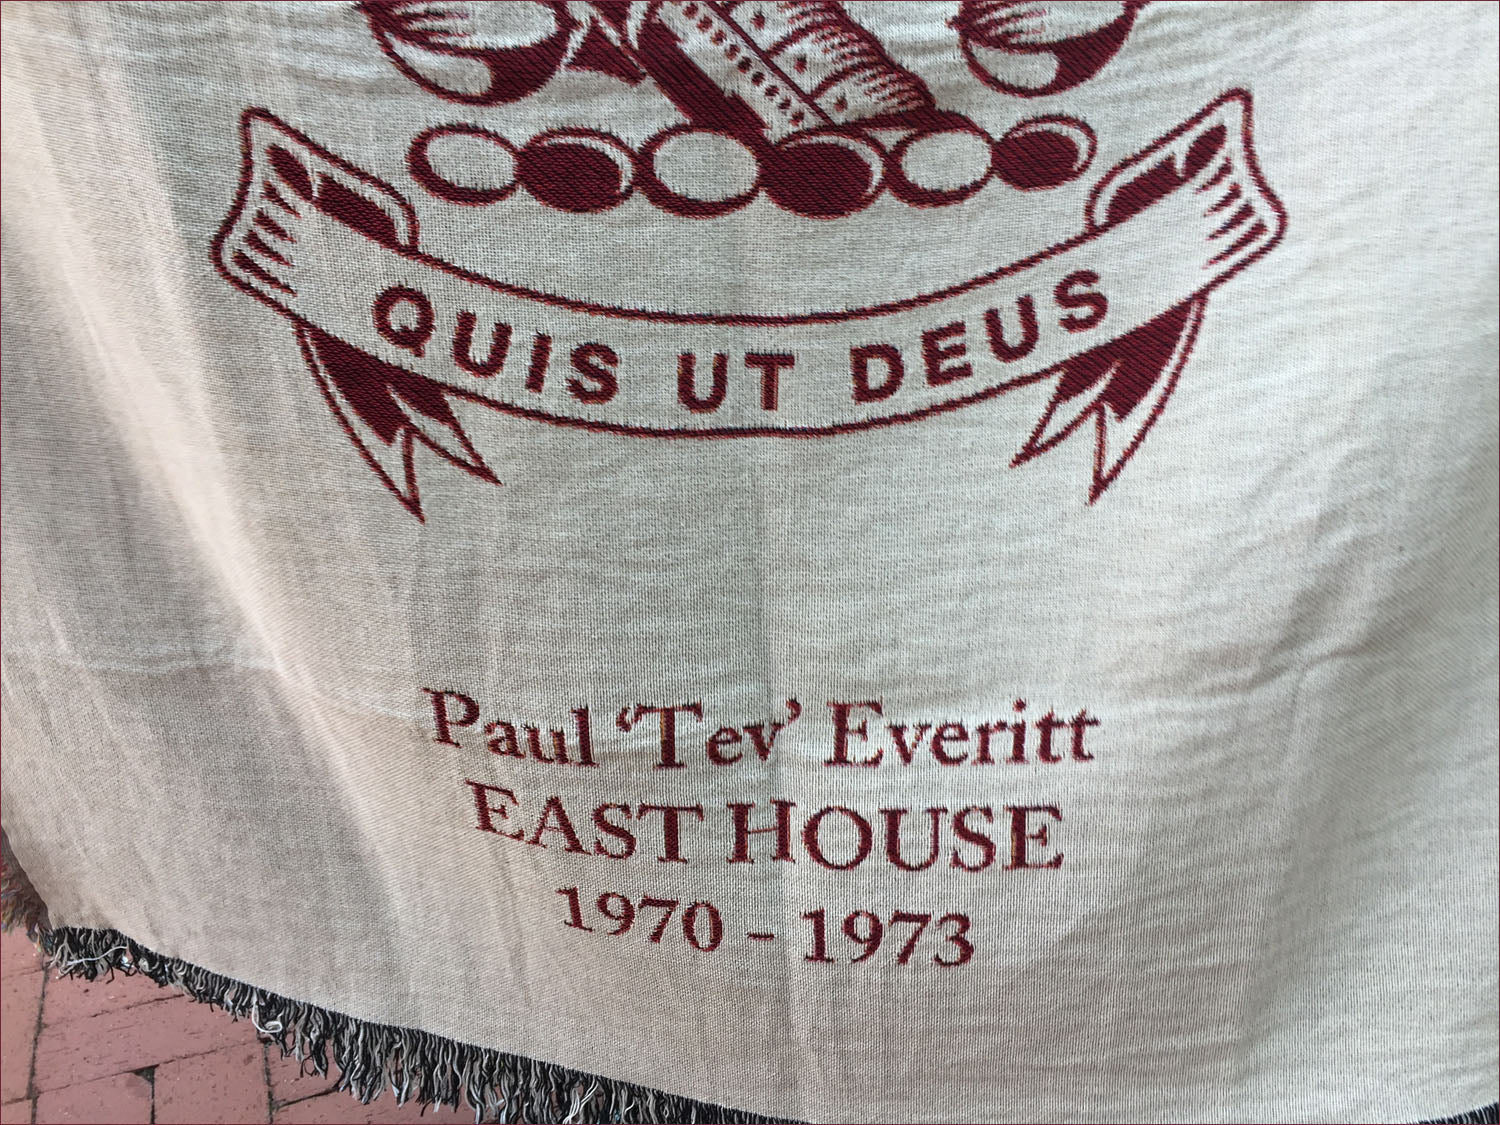 QUIS UT DEUS
Paul ‘Tev’ Everitt
EAST HOUSE
1970 - 1973